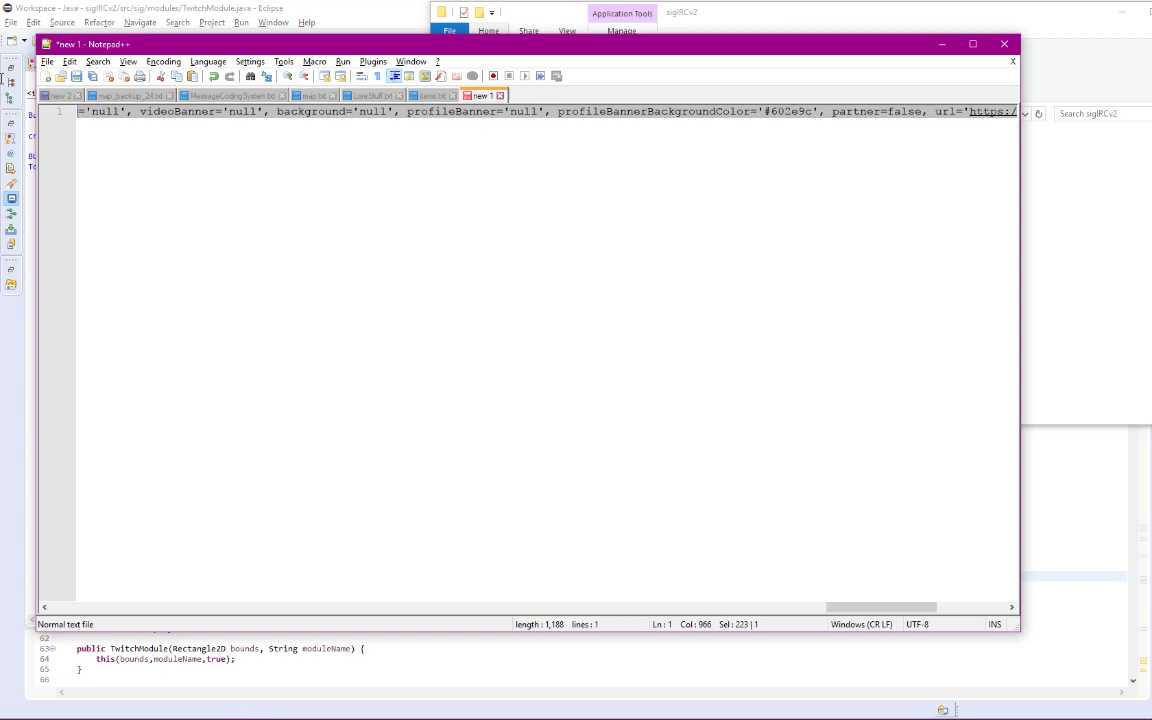 Workspace - Java - sigIRCv2/src/sig/modules/TwitchModule.java - Eclipse
File Edit Source Refactor Navigate Search Project Run Window Help
Application Tools sigIRCv2
File Home Share View Manage
Search sigIRCv2
*new 1 - Notepad++
File Edit Search View Encoding Language Settings Tools Macro Run Plugins Window ? X
new 2 map_backup_24.txt MessageCodingSystem.txt map.txt LoreStuff.txt items.txt new 1
1 ='null', videoBanner='null', background='null', profileBanner='null', profileBannerBackgroundColor='#602e9c', partner=false, url='https:/
Normal text file length : 1,188 lines : 1 Ln : 1 Col : 966 Sel : 223 | 1 Windows (CR LF) UTF-8 INS
62
63 public TwitchModule(Rectangle2D bounds, String moduleName) {
64 this(bounds,moduleName,true);
65 }
66